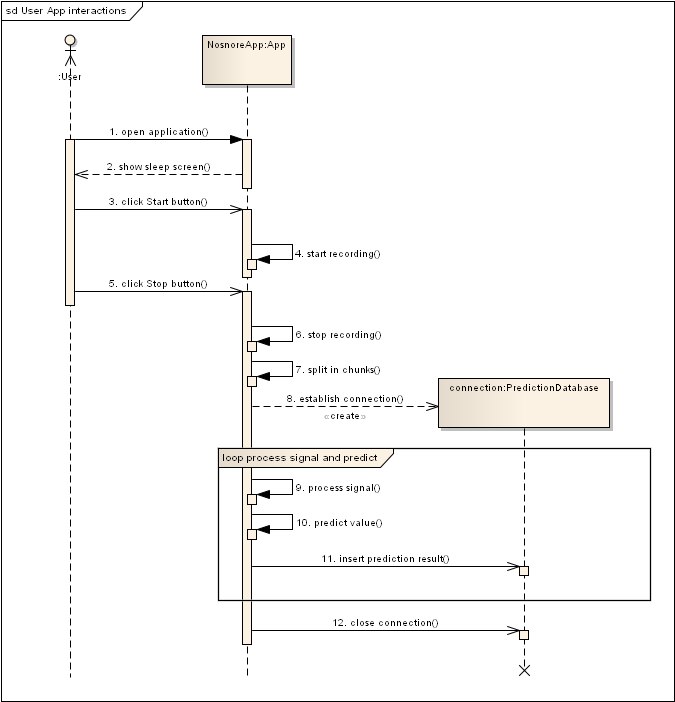 sd User App interactions
NosnoreApp:App
:User
1. open application()
2. show sleep screen()
3. click Start button()
4. start recording()
5. click Stop button()
6. stop recording()
7. split in chunks()
connection:PredictionDatabase
8. establish connection()
«create»
loop process signal and predict
9. process signal()
10. predict value()
11. insert prediction result()
12. close connection()